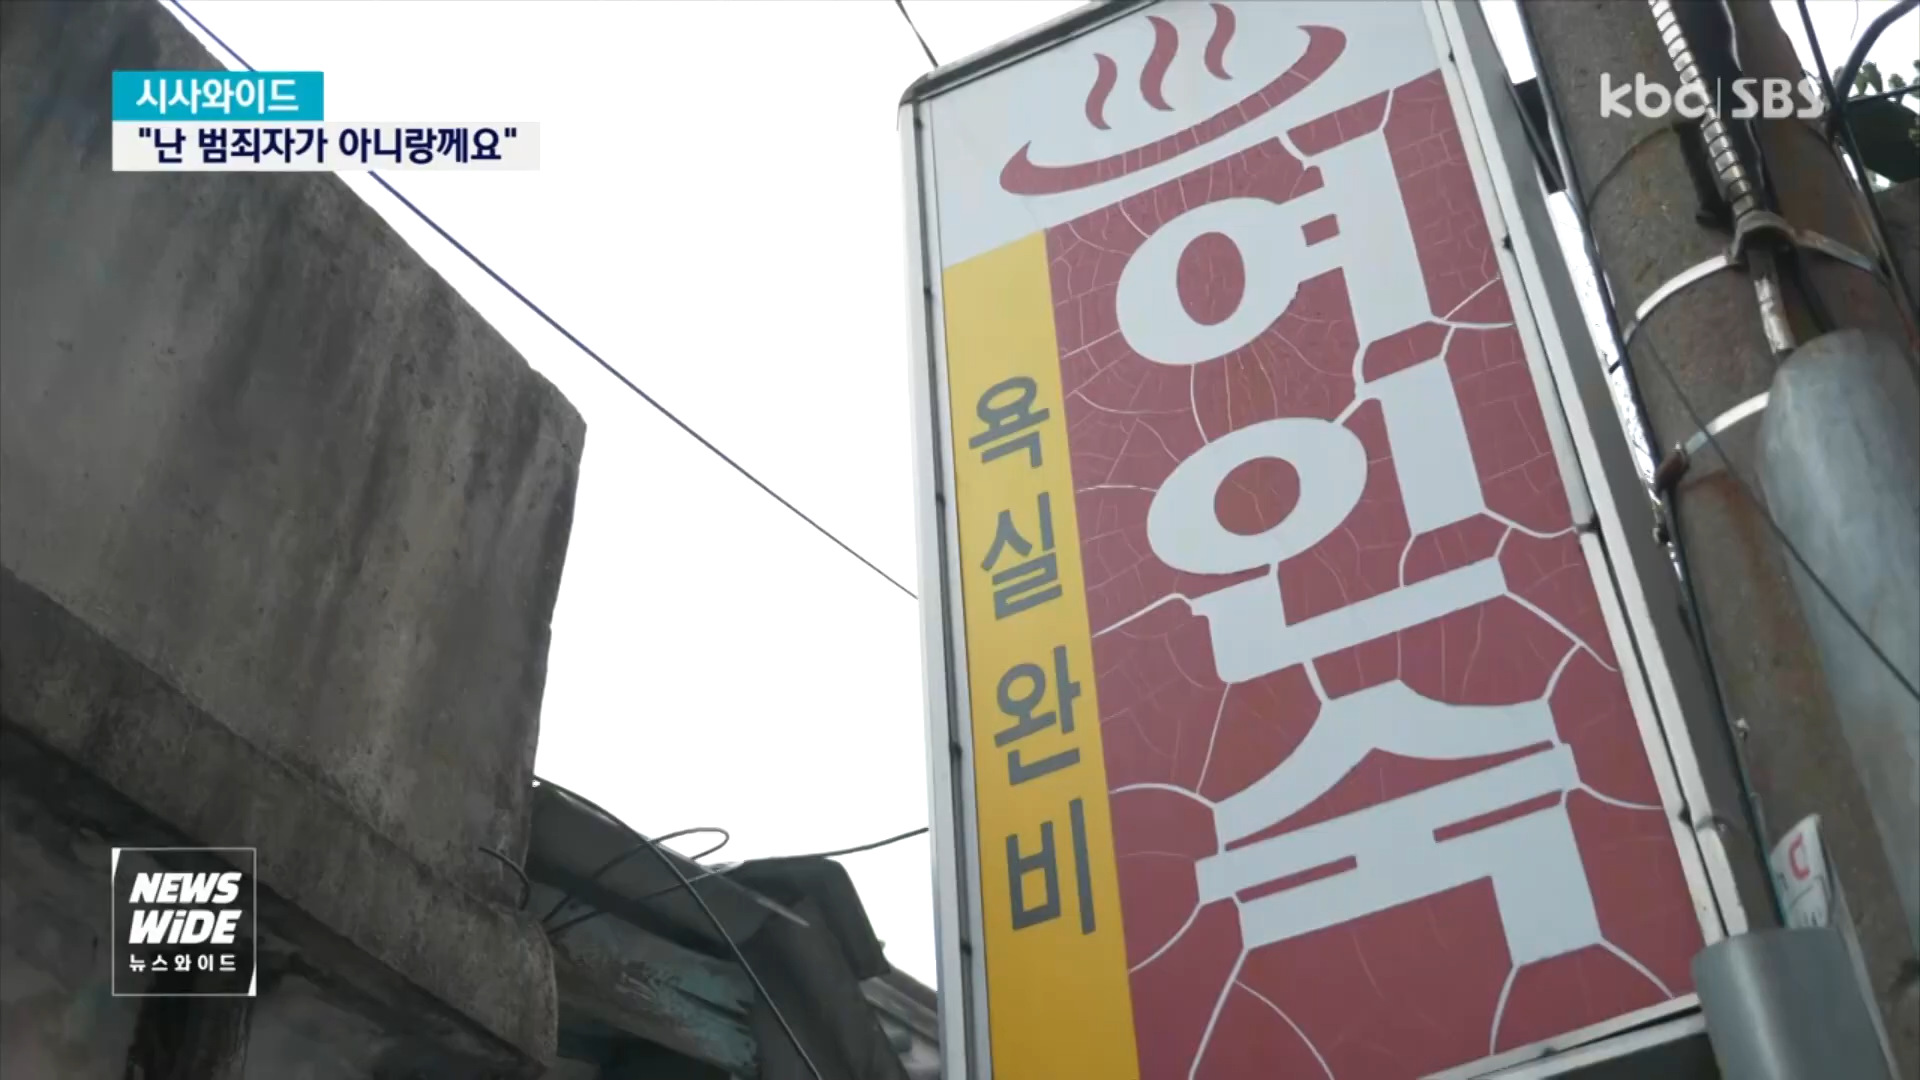 시사와이드
"난 범죄자가 아니랑께요"
kbc SBS
여인숙
욕실완비
C
NEWS
WiDE
뉴스와이드